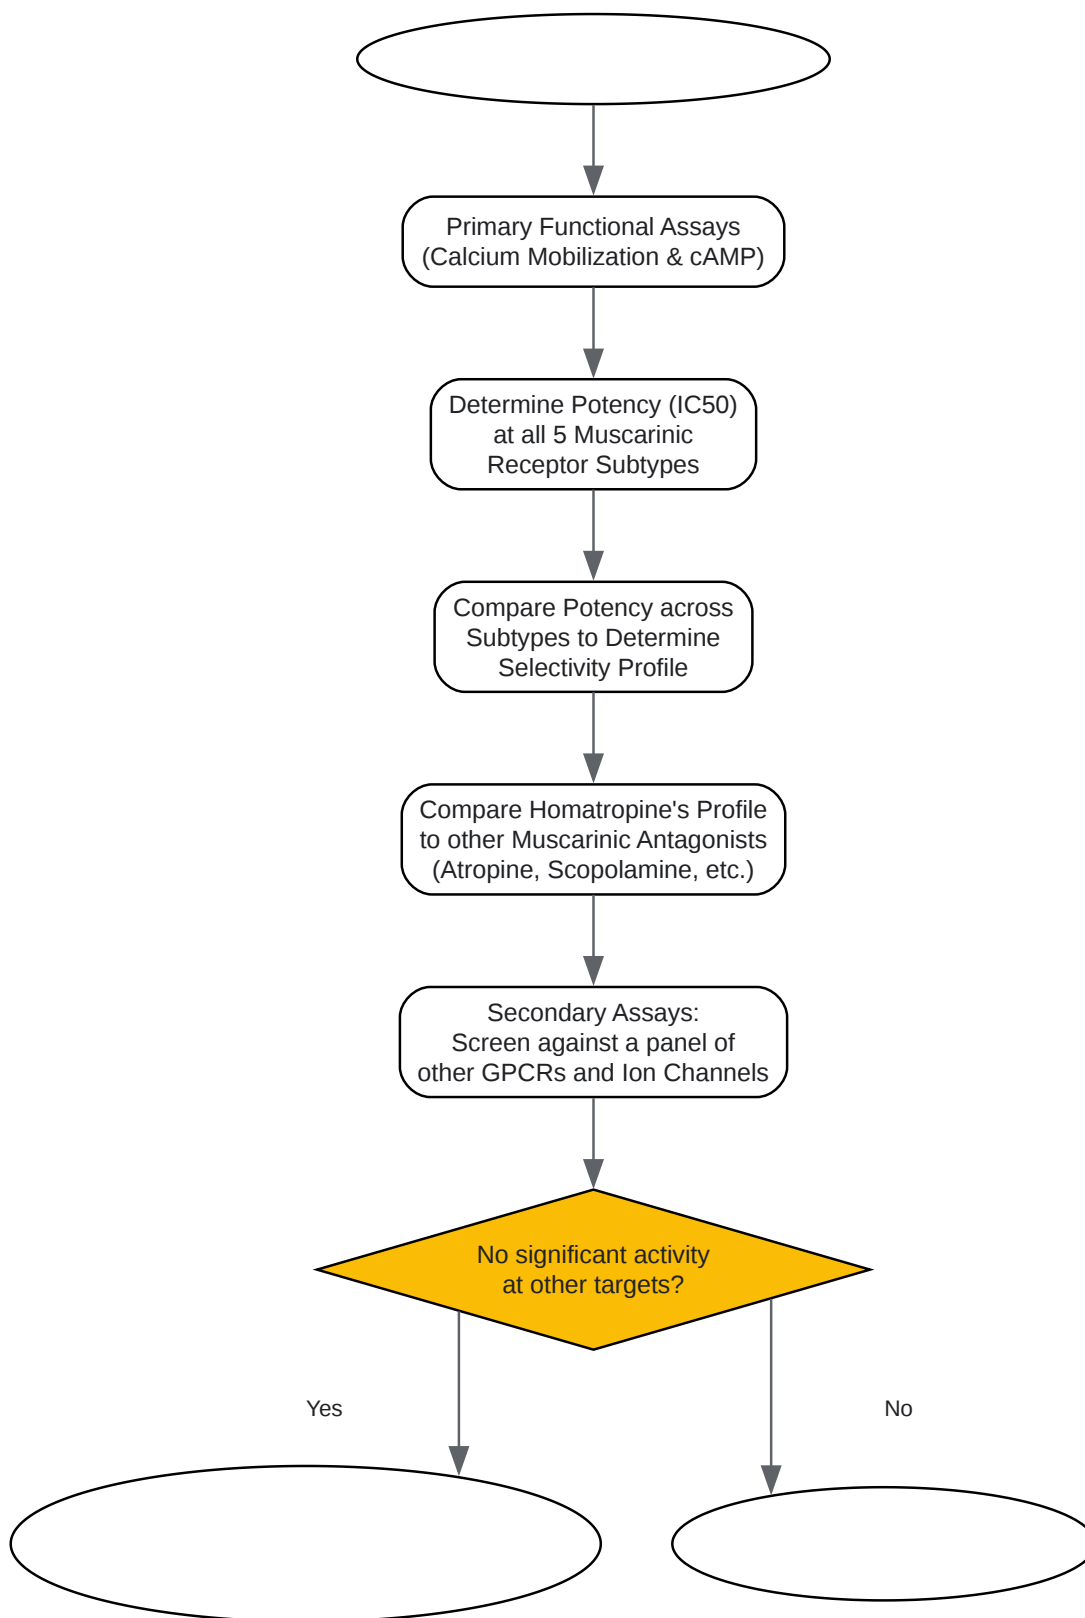 Primary Functional Assays
(Calcium Mobilization & cAMP)
Determine Potency (IC50)
at all 5 Muscarinic
Receptor Subtypes
Compare Potency across
Subtypes to Determine
Selectivity Profile
Compare Homatropine's Profile
to other Muscarinic Antagonists
(Atropine, Scopolamine, etc.)
Secondary Assays:
Screen against a panel of
other GPCRs and Ion Channels
No significant activity
at other targets?
Yes
No